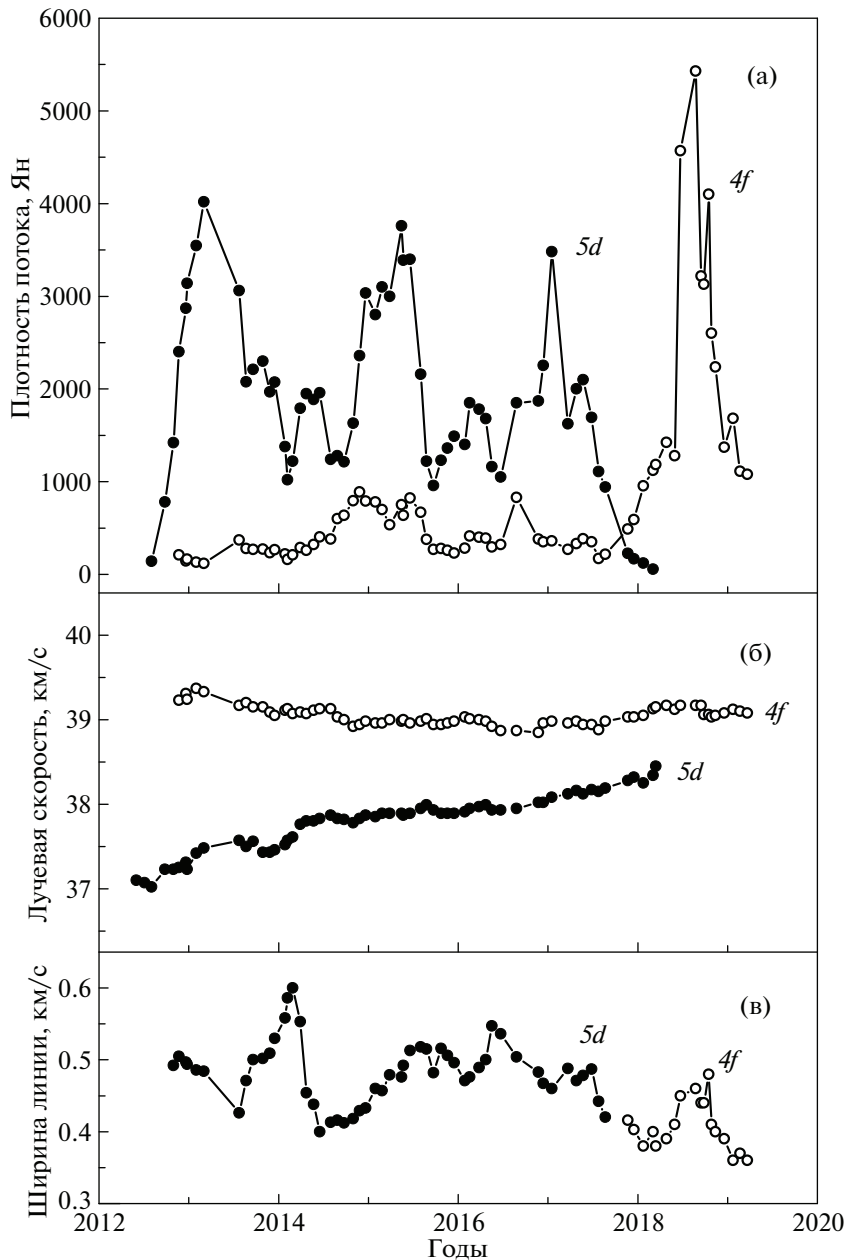 6000
(а)
5000
4f
4000
5d
3000
2000
1000
0
Плотность потока, Ян
40
(б)
39
4f
5d
38
37
Лучевая скорость, км/с
0.6
(в)
5d
4f
0.5
0.4
0.3
Ширина линии, км/с
2012
2014
2016
2018
2020
Годы